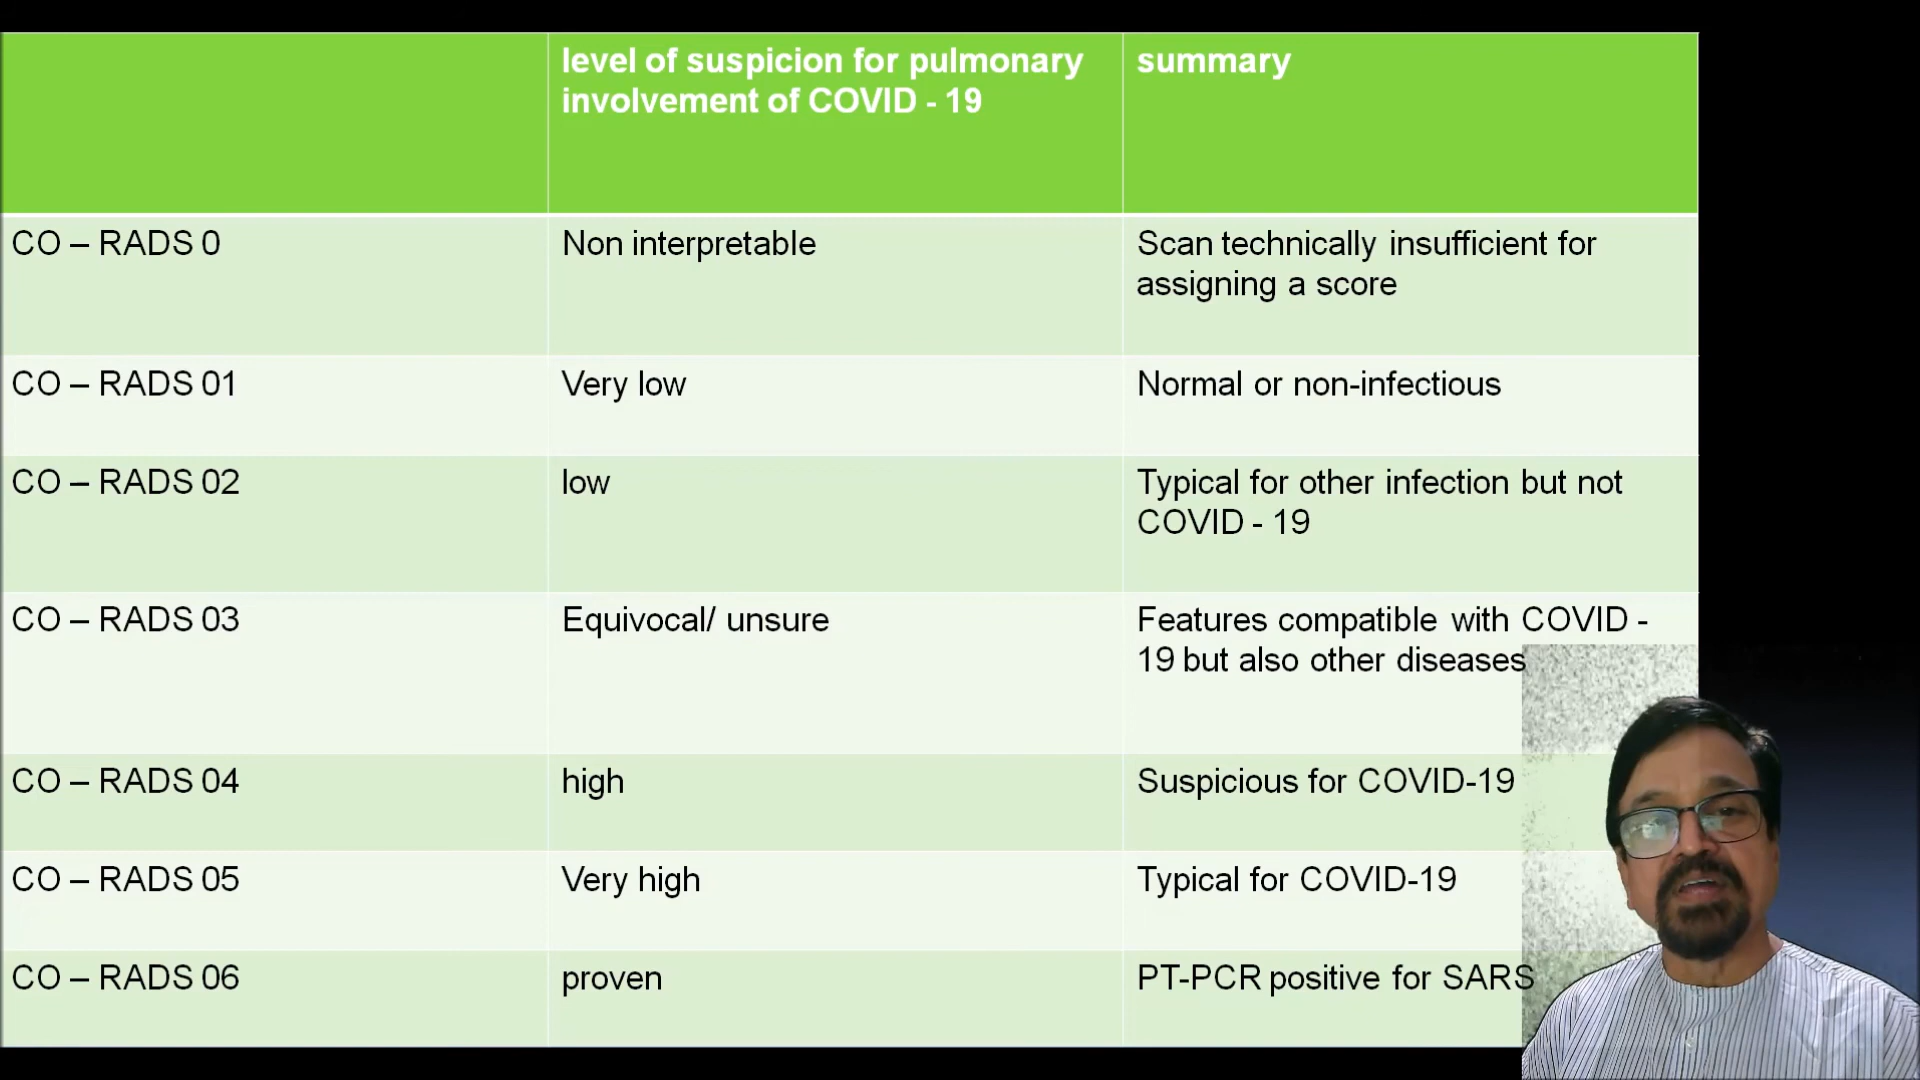 level of suspicion for pulmonary
involvement of COVID - 19
summary
CO – RADS 0
Non interpretable
Scan technically insufficient for
assigning a score
CO – RADS 01
Very low
Normal or non-infectious
CO – RADS 02
low
Typical for other infection but not
COVID - 19
CO – RADS 03
Equivocal/ unsure
Features compatible with COVID -
19 but also other diseases
CO – RADS 04
high
Suspicious for COVID-19
CO – RADS 05
Very high
Typical for COVID-19
CO – RADS 06
proven
PT-PCR positive for SARS